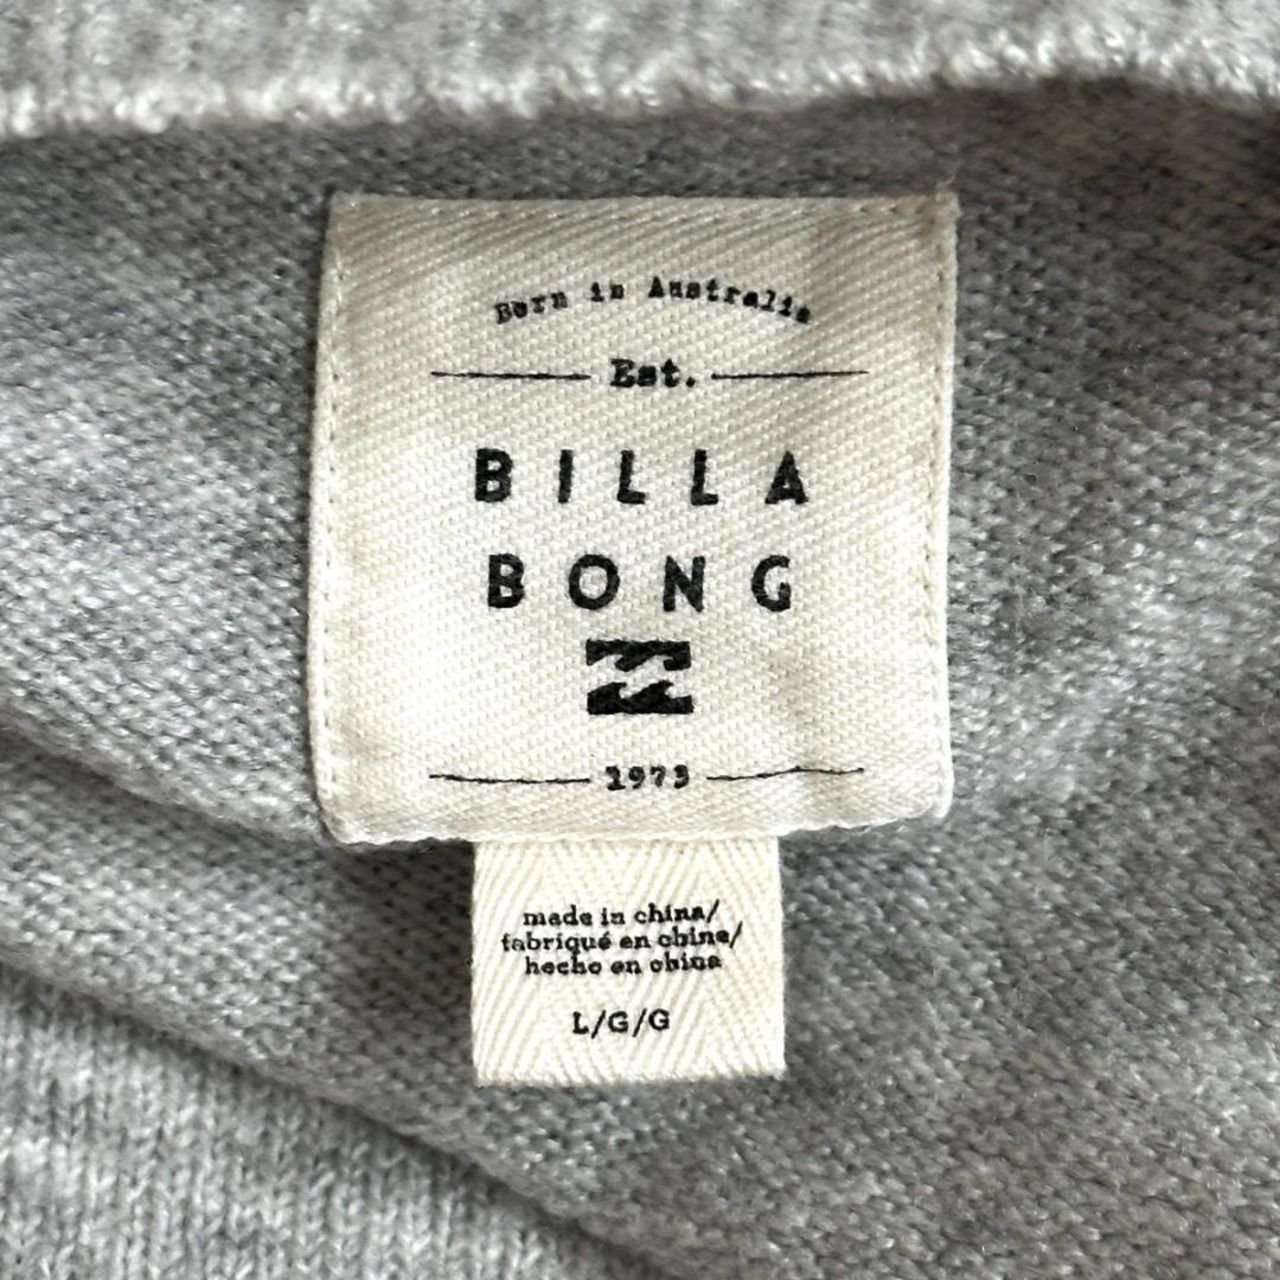 Born in Australia
Est.
BILLA
BONG
1973
made in china/
fabriqué en chine/
hecho en china
L/G/G